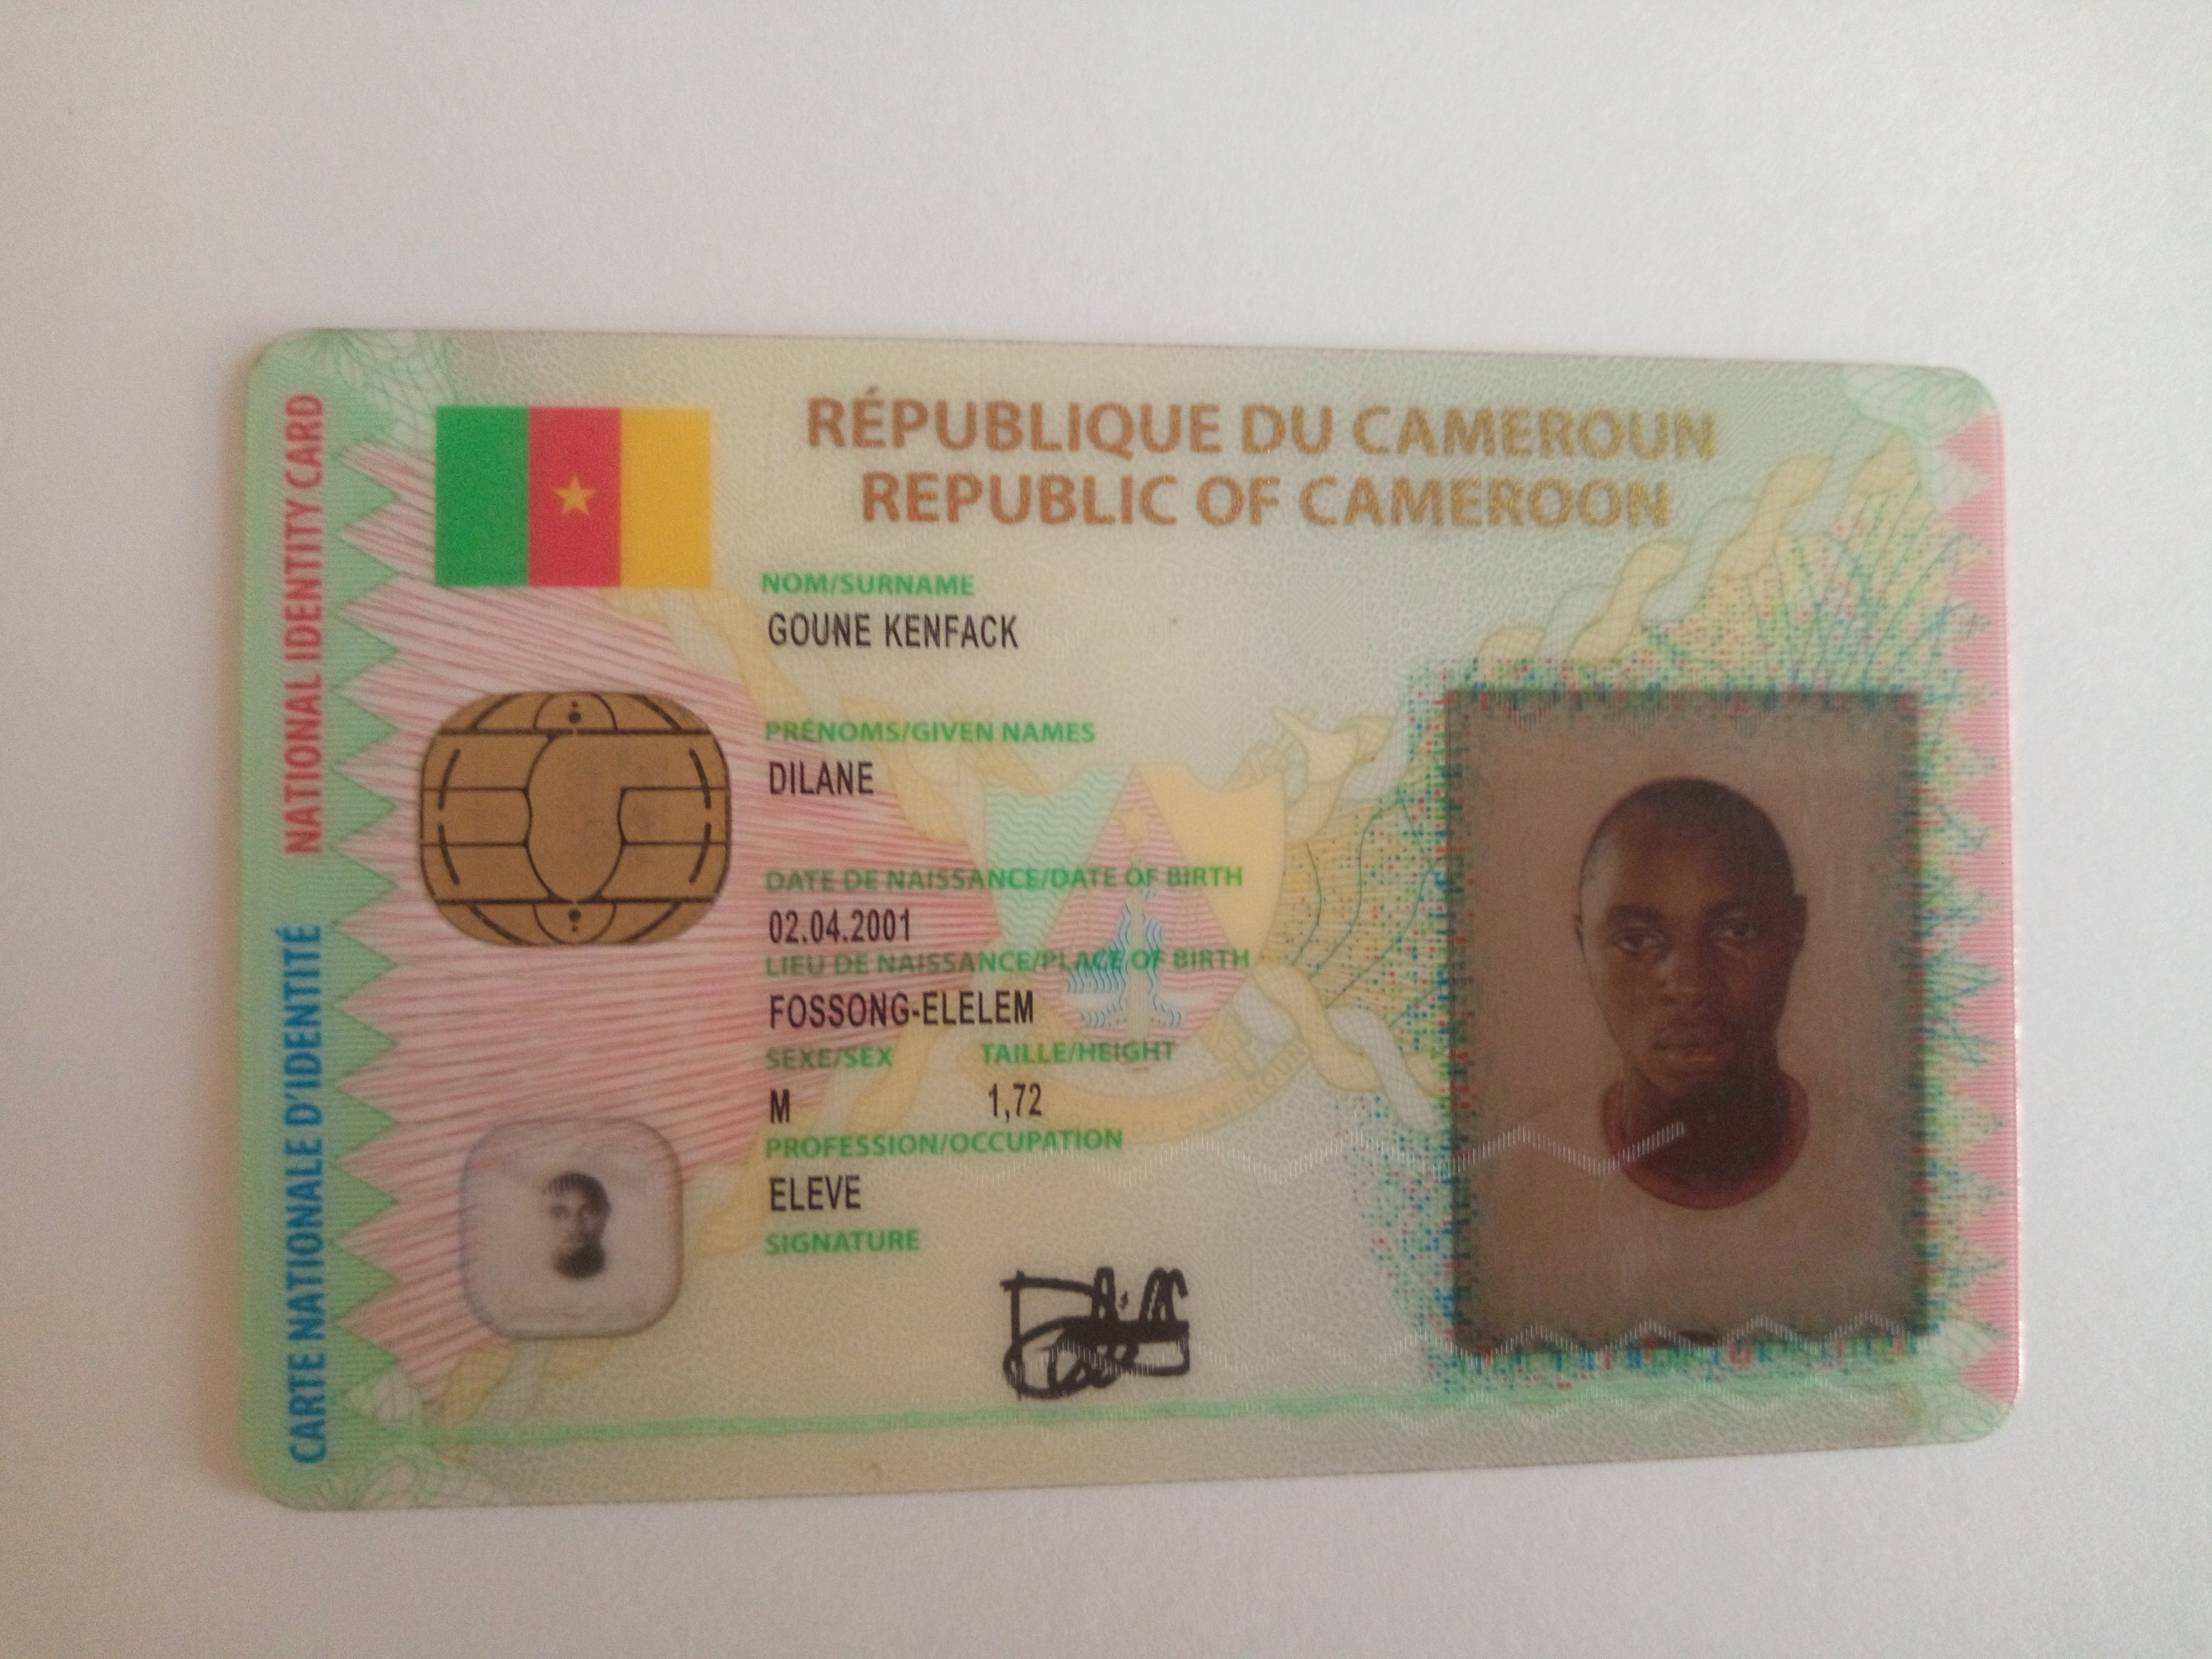 NATIONAL IDENTITY CARD
CARTE NATIONALE D'IDENTITÉ
RÉPUBLIQUE DU CAMEROUN
REPUBLIC OF CAMEROON
NOM/SURNAME
GOUNE KENFACK
PRÉNOMS/GIVEN NAMES
DILANE
DATE DE NAISSANCE/DATE OF BIRTH
02.04.2001
LIEU DE NAISSANCE/PLACE OF BIRTH
FOSSONG-ELELEM
SEXE/SEX TAILLE/HEIGHT
M 1,72
PROFESSION/OCCUPATION
ELEVE
SIGNATURE
DU CAMEROUN